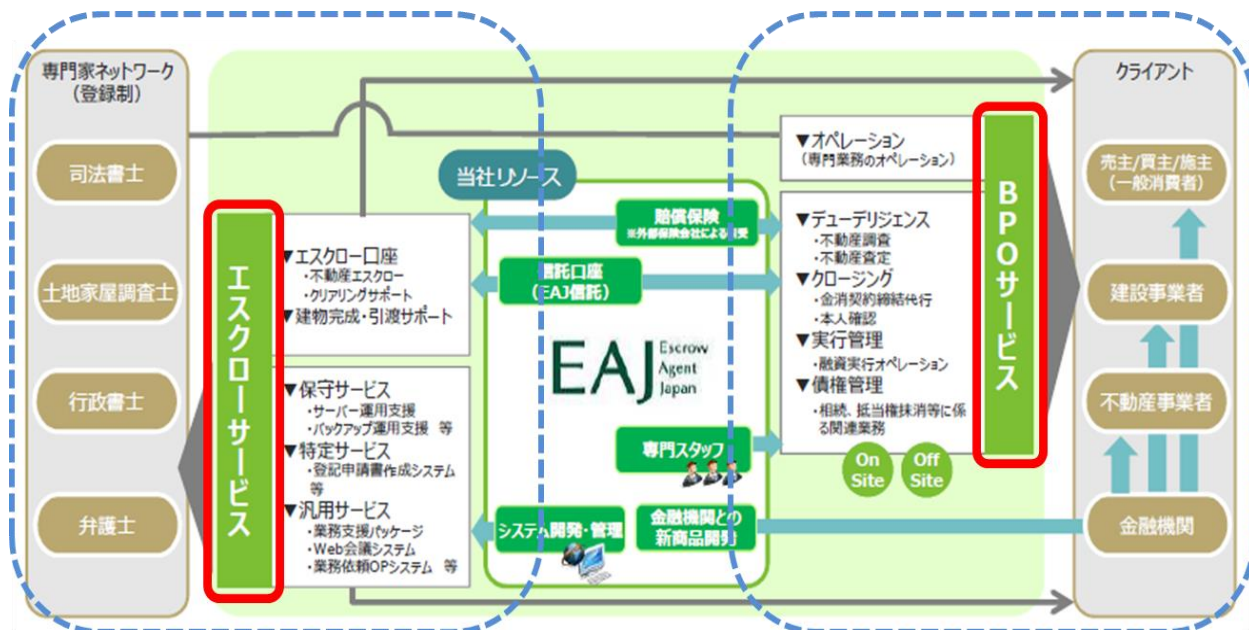 専門家ネットワーク
(登録制)
司法書士
土地家屋調査士
行政書士
弁護士
エスクローサービス
▼エスクロー口座
・不動産エスクロー
・クリアリングサポート
▼建物完成・引渡サポート
▼保守サービス
・サーバー運用支援
・バックアップ運用支援 等
▼特定サービス
・登記申請書作成システム
等
▼汎用サービス
・業務支援パッケージ
・Web会議システム
・業務依頼OPシステム 等
当社リソース
賠償保険
※外部保険会社による引受
信託口座
(EAJ信託)
EAJ
Escrow
Agent
Japan
専門スタッフ
システム開発・管理
金融機関との
新商品開発
▼オペレーション
(専門業務のオペレーション)
▼デューデリジェンス
・不動産調査
・不動産査定
▼クロージング
・金消契約締結代行
・本人確認
▼実行管理
・融資実行オペレーション
▼債権管理
・相続、抵当権抹消等に係
る関連業務
On
Site
Off
Site
BPOサービス
クライアント
売主/買主/施主
(一般消費者)
建設事業者
不動産事業者
金融機関